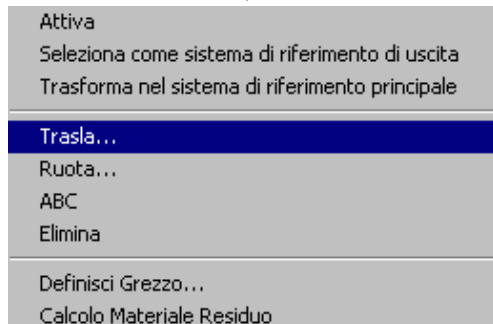 Attiva
Seleziona come sistema di riferimento di uscita
Trasforma nel sistema di riferimento principale
Trasla...
Ruota...
ABC
Elimina
Definisci Grezzo...
Calcolo Materiale Residuo